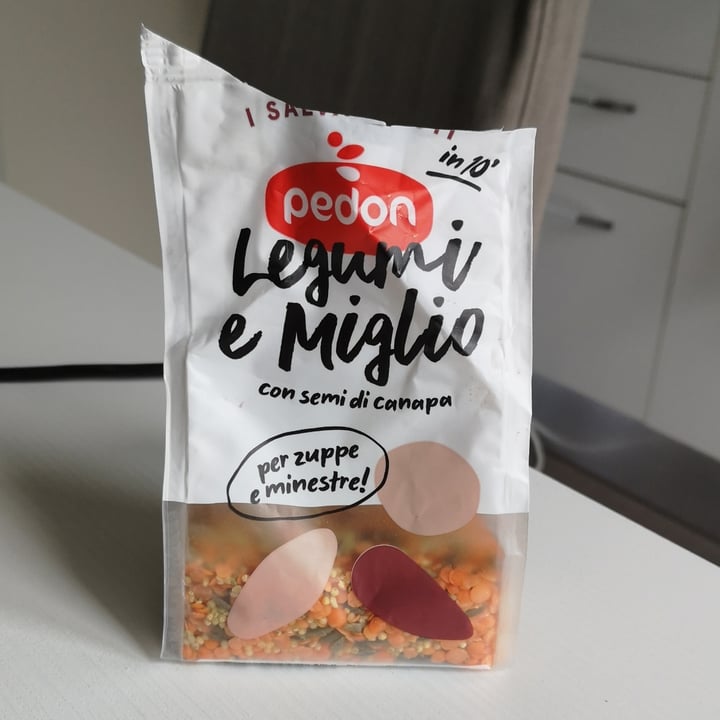 I
in 10'
pedon
Legumi
e Miglio
con semi di canapa
per zuppe
e minestre!